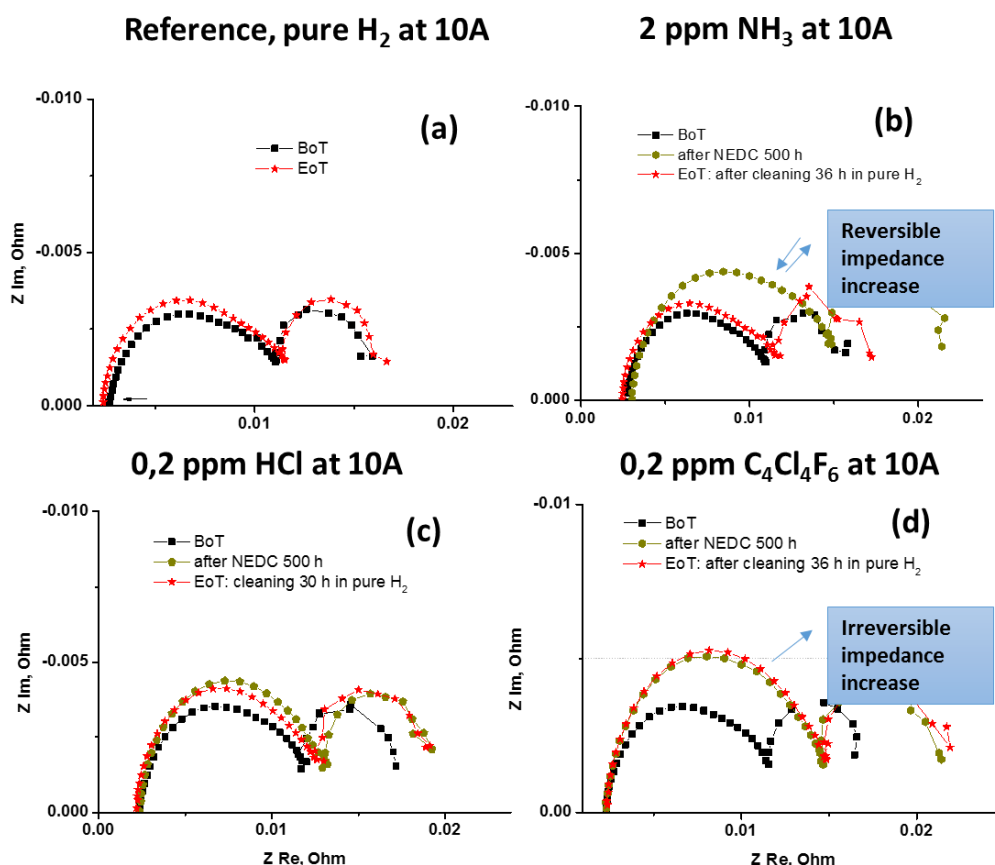 Reference, pure H₂ at 10A
-0.010
-0.005
0.000
0.01
0.02
Z Im, Ohm
(a)
BoT
EoT
2 ppm NH₃ at 10A
-0.010
-0.005
0.000
0.00
0.01
0.02
Z Im, Ohm
(b)
BoT
after NEDC 500 h
EoT: after cleaning 36 h in pure H₂
Reversible
impedance
increase
0,2 ppm HCl at 10A
-0.010
-0.005
0.000
0.00
0.01
0.02
Z Im, Ohm
Z Re, Ohm
(c)
BoT
after NEDC 500 h
EoT: cleaning 30 h in pure H₂
0,2 ppm C₄Cl₄F₆ at 10A
-0.01
0.00
0.01
0.02
Z Im, Ohm
Z Re, Ohm
(d)
BoT
after NEDC 500 h
EoT: after cleaning 36 h in pure H₂
Irreversible
impedance
increase